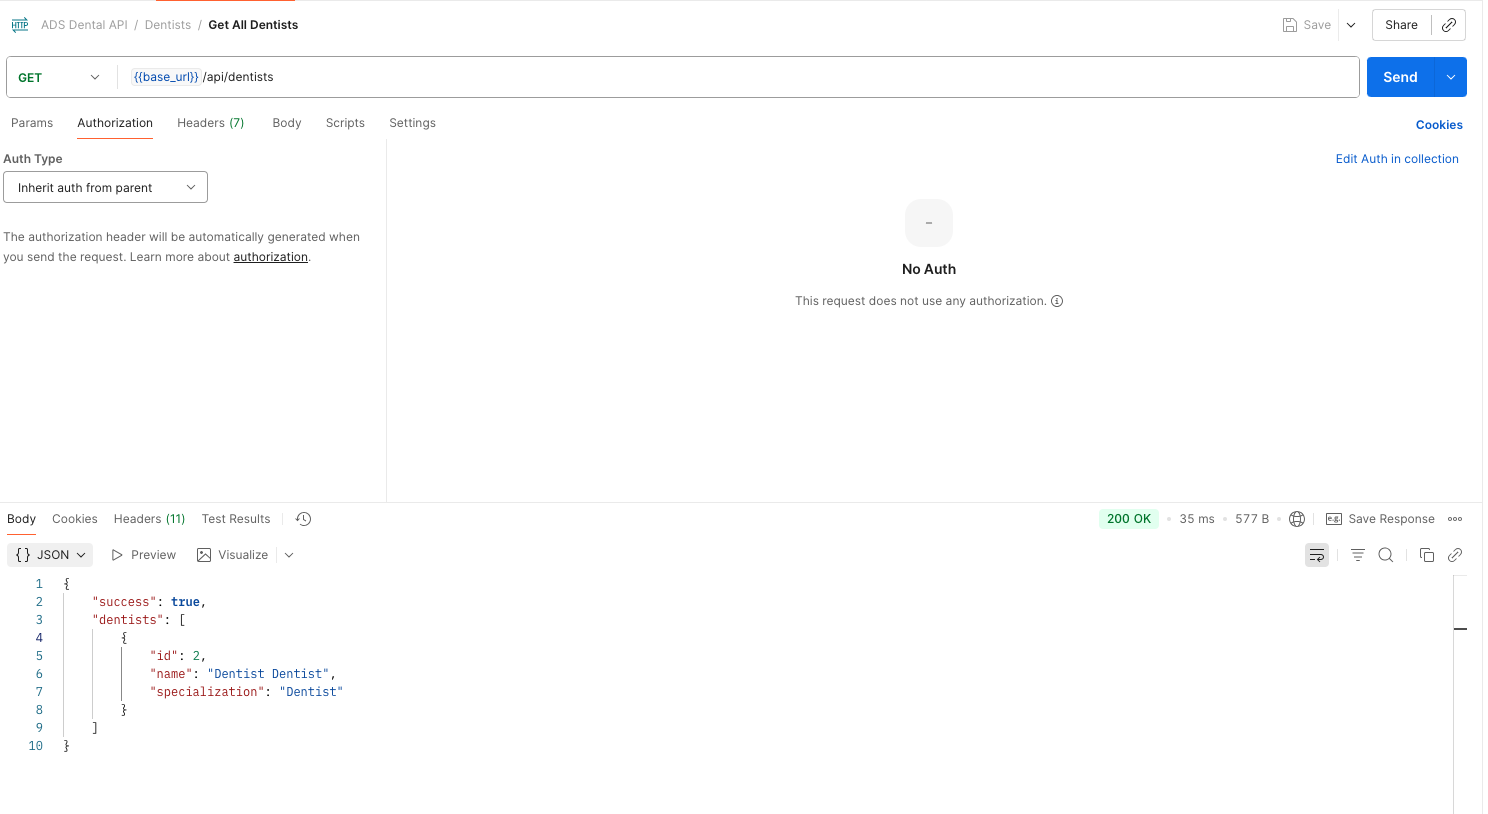 HTTP ADS Dental API / Dentists / Get All Dentists Save Share
GET {{base_url}}/api/dentists Send
Params Authorization Headers (7) Body Scripts Settings Cookies
Auth Type
Edit Auth in collection
Inherit auth from parent
The authorization header will be automatically generated when
you send the request. Learn more about authorization.
-
No Auth
This request does not use any authorization.
Body Cookies Headers (11) Test Results 200 OK • 35 ms • 577 B • e.g. Save Response
{} JSON Preview Visualize
1 {
2 "success": true,
3 "dentists": [
4 {
5 "id": 2,
6 "name": "Dentist Dentist",
7 "specialization": "Dentist"
8 }
9 ]
10 }